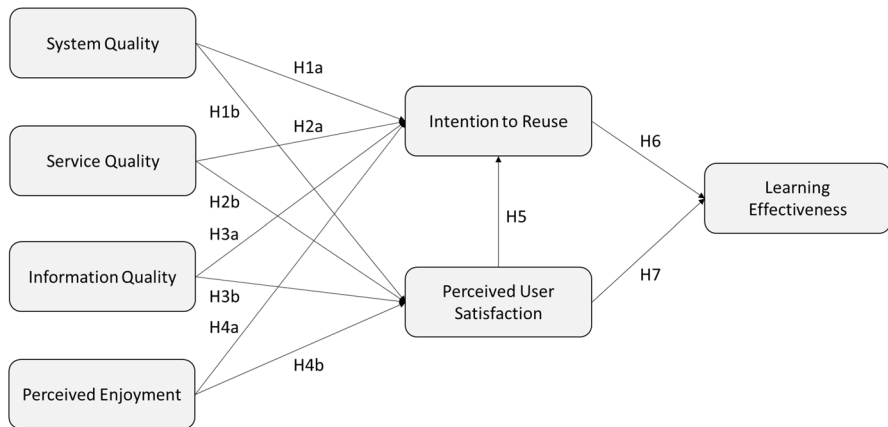 System Quality
H1a
Intention to Reuse
H1b
H2a
Service Quality
H6
Learning
Effectiveness
H2b
H3a
H5
Information Quality
Perceived User
Satisfaction
H7
H3b
H4a
H4b
Perceived Enjoyment